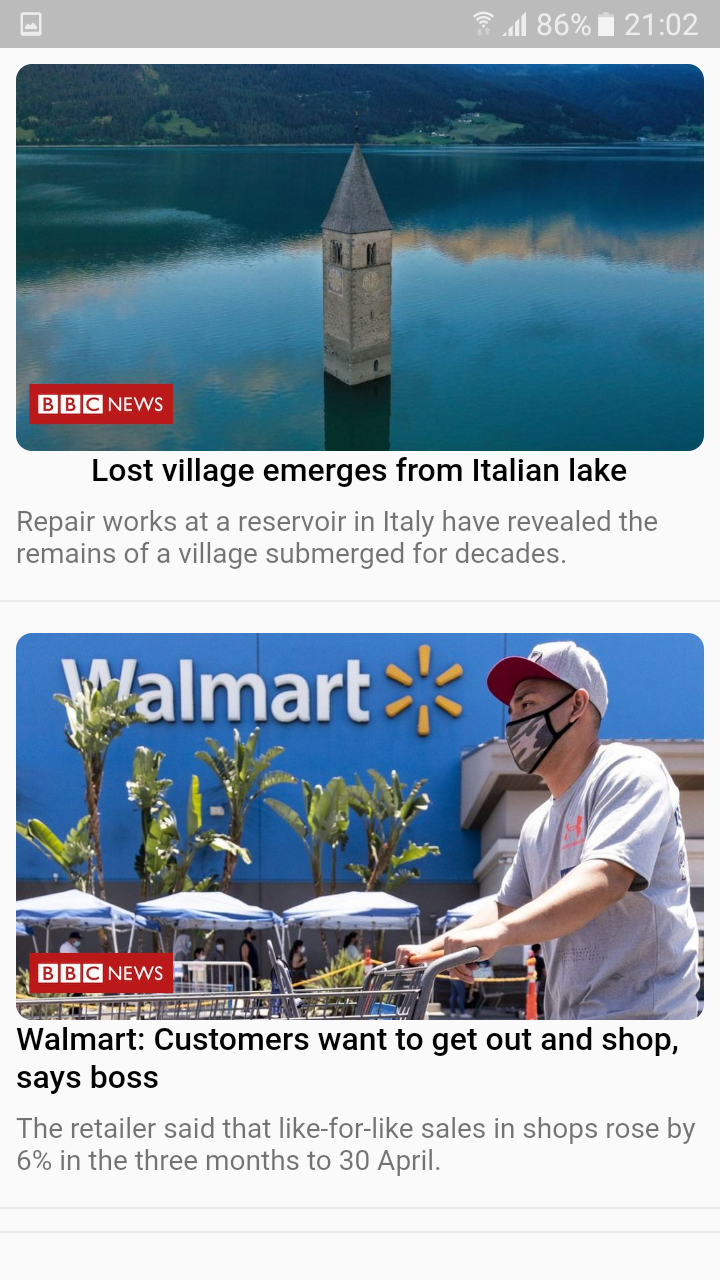 86% 21:02
BBC NEWS
Lost village emerges from Italian lake
Repair works at a reservoir in Italy have revealed the
remains of a village submerged for decades.
Walmart
BBC NEWS
Walmart: Customers want to get out and shop,
says boss
The retailer said that like-for-like sales in shops rose by
6% in the three months to 30 April.